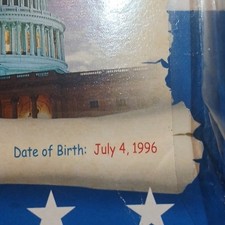 Date of Birth: July 4, 1996